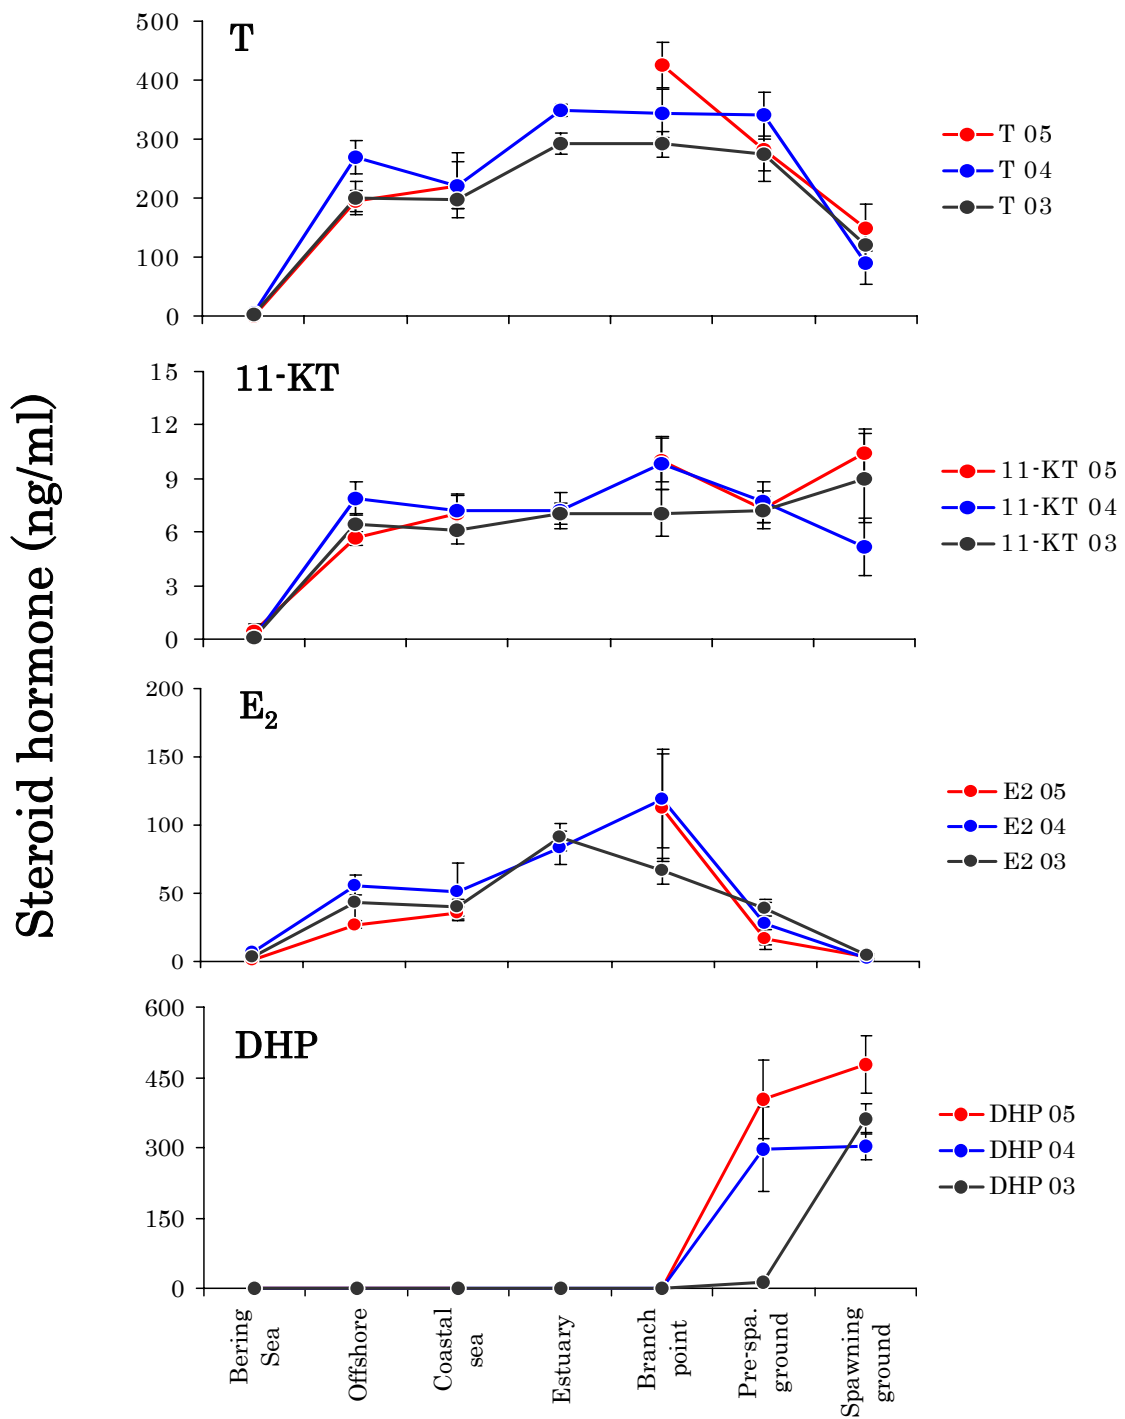 Steroid hormone (ng/ml)
T
500
400
300
200
100
0
T 05
T 04
T 03
11-KT
15
12
9
6
3
0
11-KT 05
11-KT 04
11-KT 03
E2
200
150
100
50
0
E2 05
E2 04
E2 03
DHP
600
450
300
150
0
DHP 05
DHP 04
DHP 03
Bering
Sea
Offshore
Coastal
sea
Estuary
Branch
point
Pre-spa.
ground
Spawning
ground